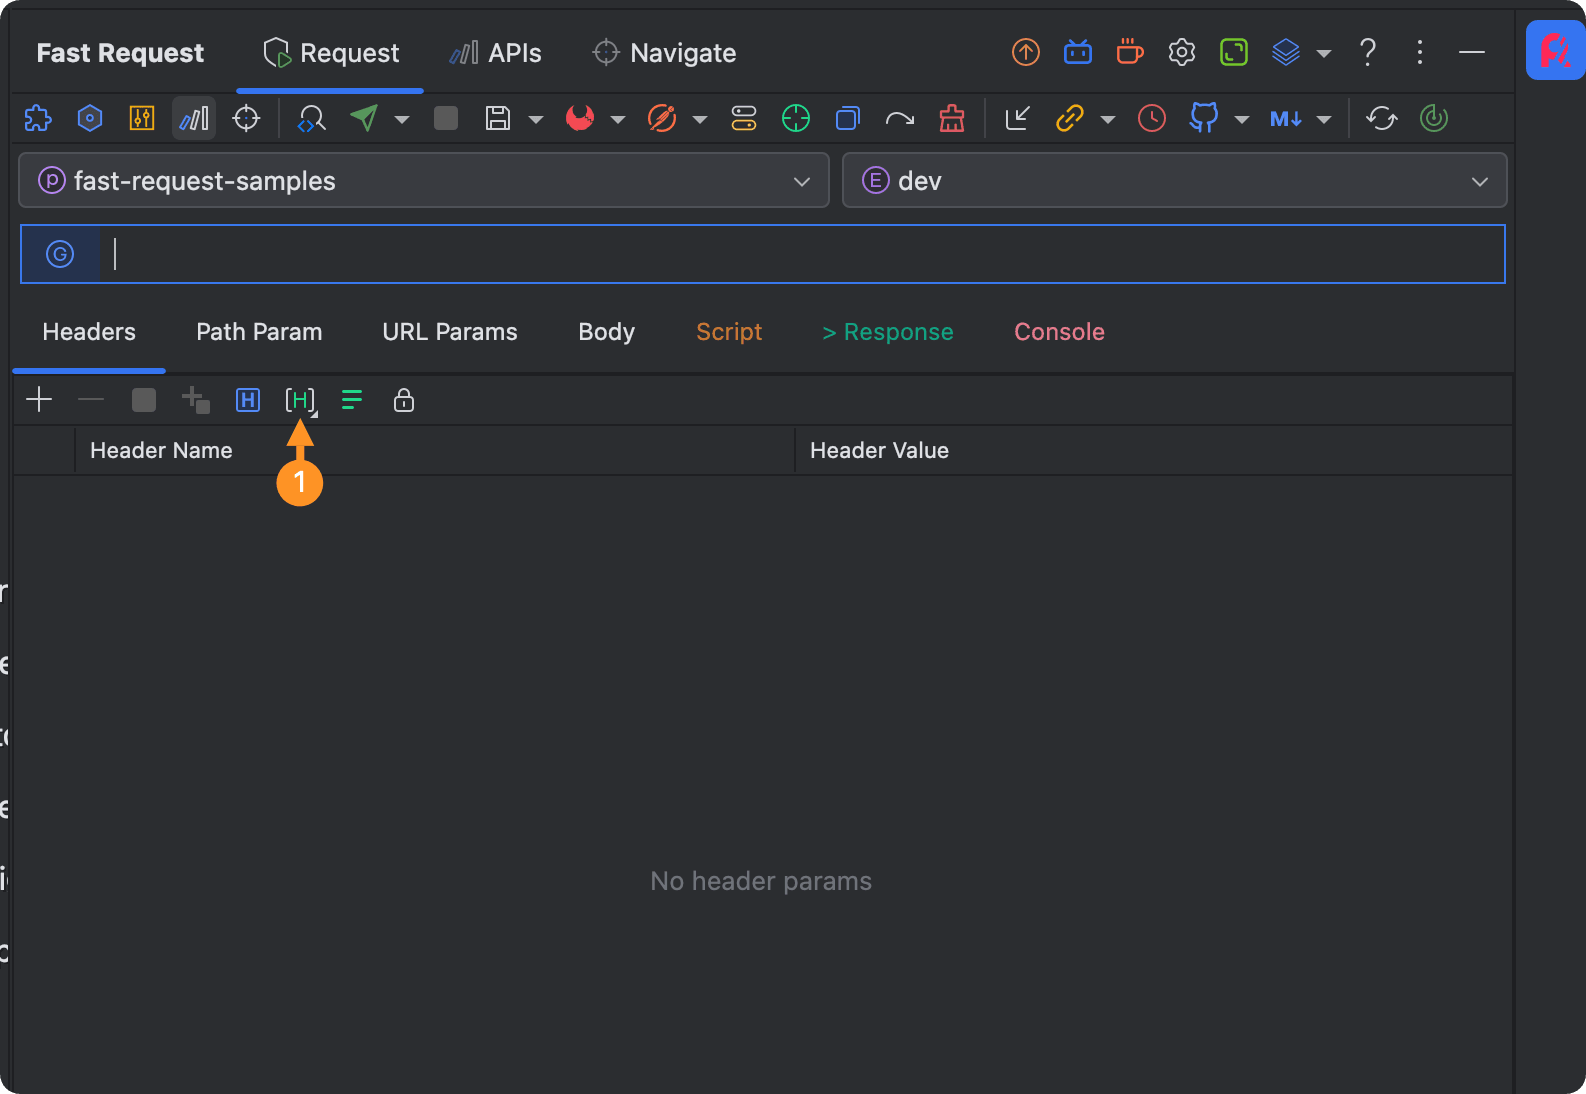 Fast Request Request APIs Navigate
M↓
P fast-request-samples E dev
G
Headers Path Param URL Params Body Script > Response Console
H [H]
Header Name Header Value
1
No header params